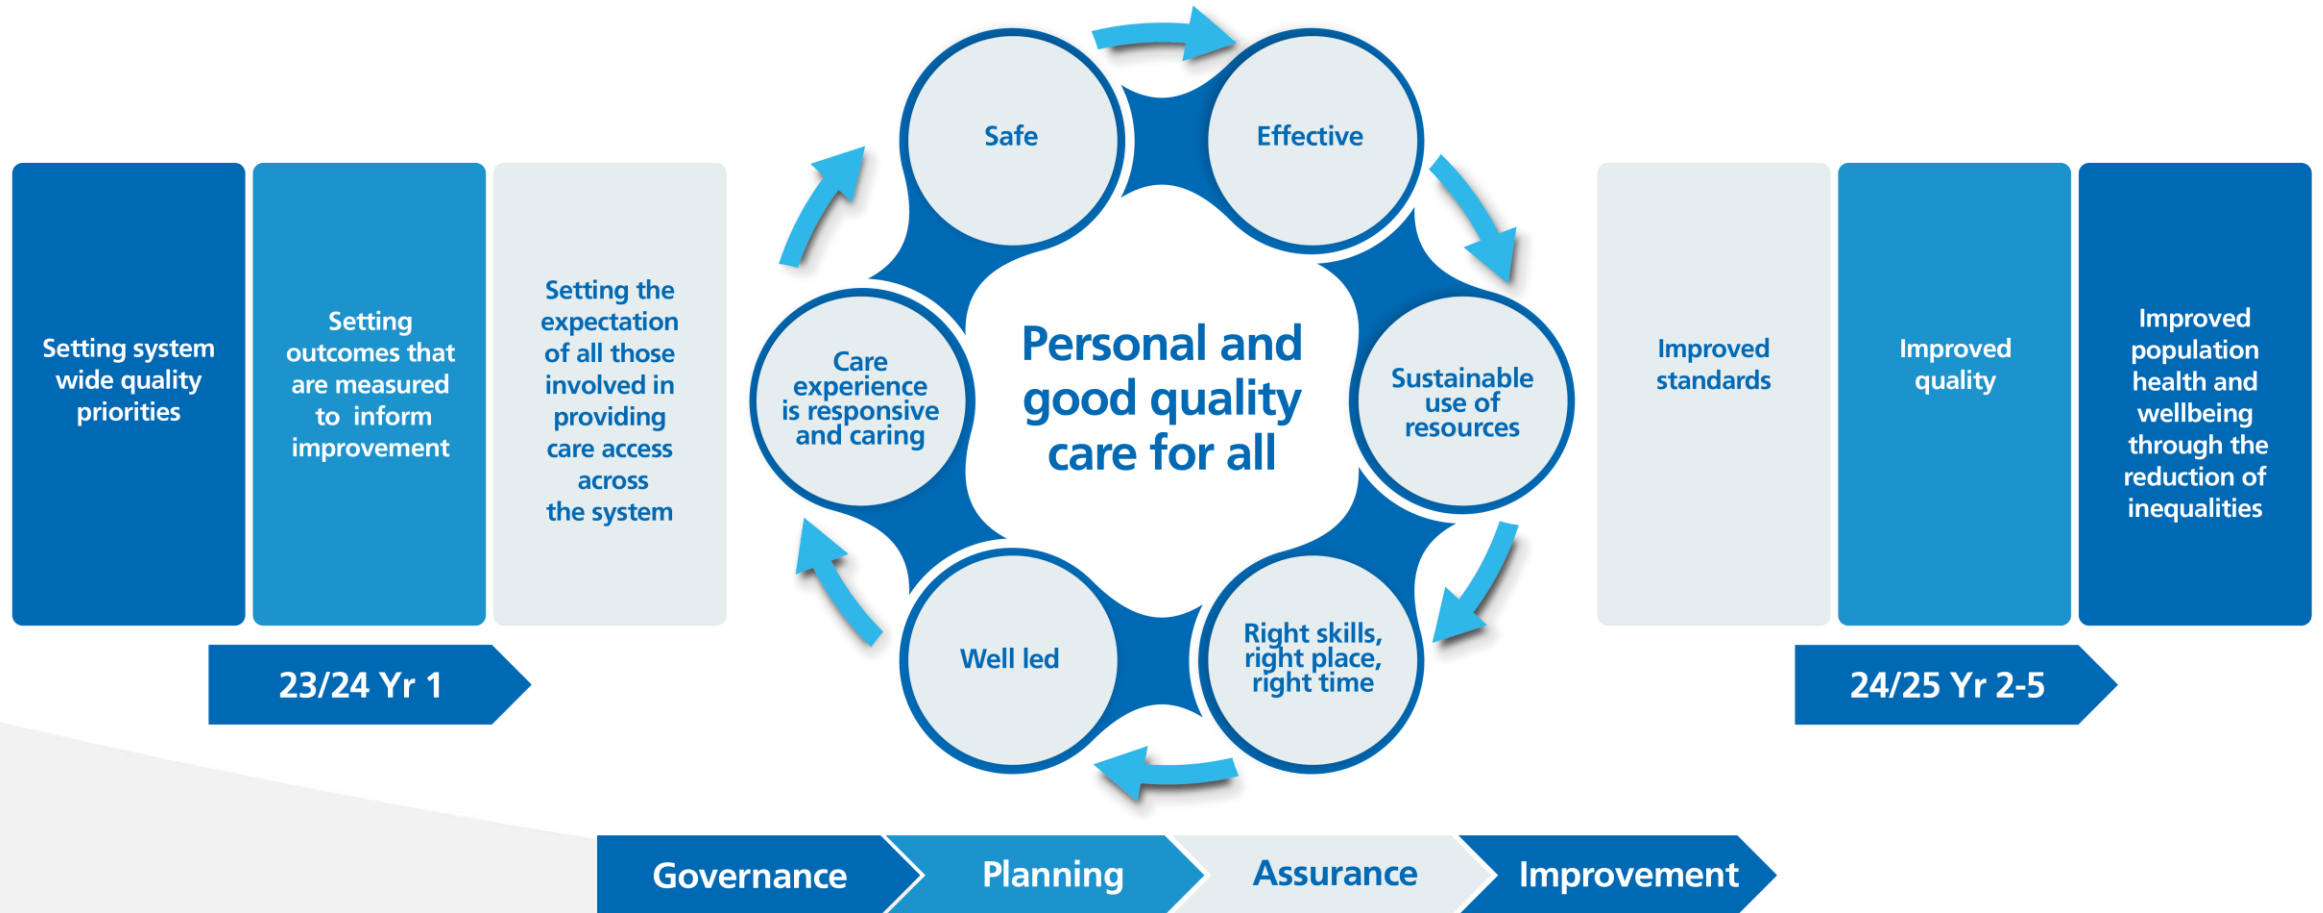 Setting system
wide quality
priorities
Setting
outcomes that
are measured
to inform
improvement
Setting the
expectation
of all those
involved in
providing
care access
across
the system
23/24 Yr 1
Safe
Effective
Care
experience
is responsive
and caring
Personal and
good quality
care for all
Sustainable
use of
resources
Well led
Right skills,
right place,
right time
Improved
standards
Improved
quality
Improved
population
health and
wellbeing
through the
reduction of
inequalities
24/25 Yr 2-5
Governance
Planning
Assurance
Improvement